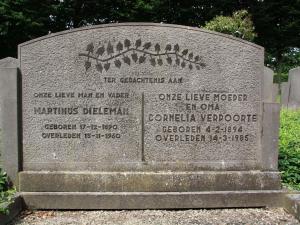 TER GEDACHTENIS AAN
ONZE LIEVE MAN EN VADER
MARTINUS DIELEMAN
GEBOREN 17-12-1890
OVERLEDEN 15-11-1960
ONZE LIEVE MOEDER
EN OMA
CORNELIA VERPOORTE
GEBOREN 4-2-1894
OVERLEDEN 14-3-1985